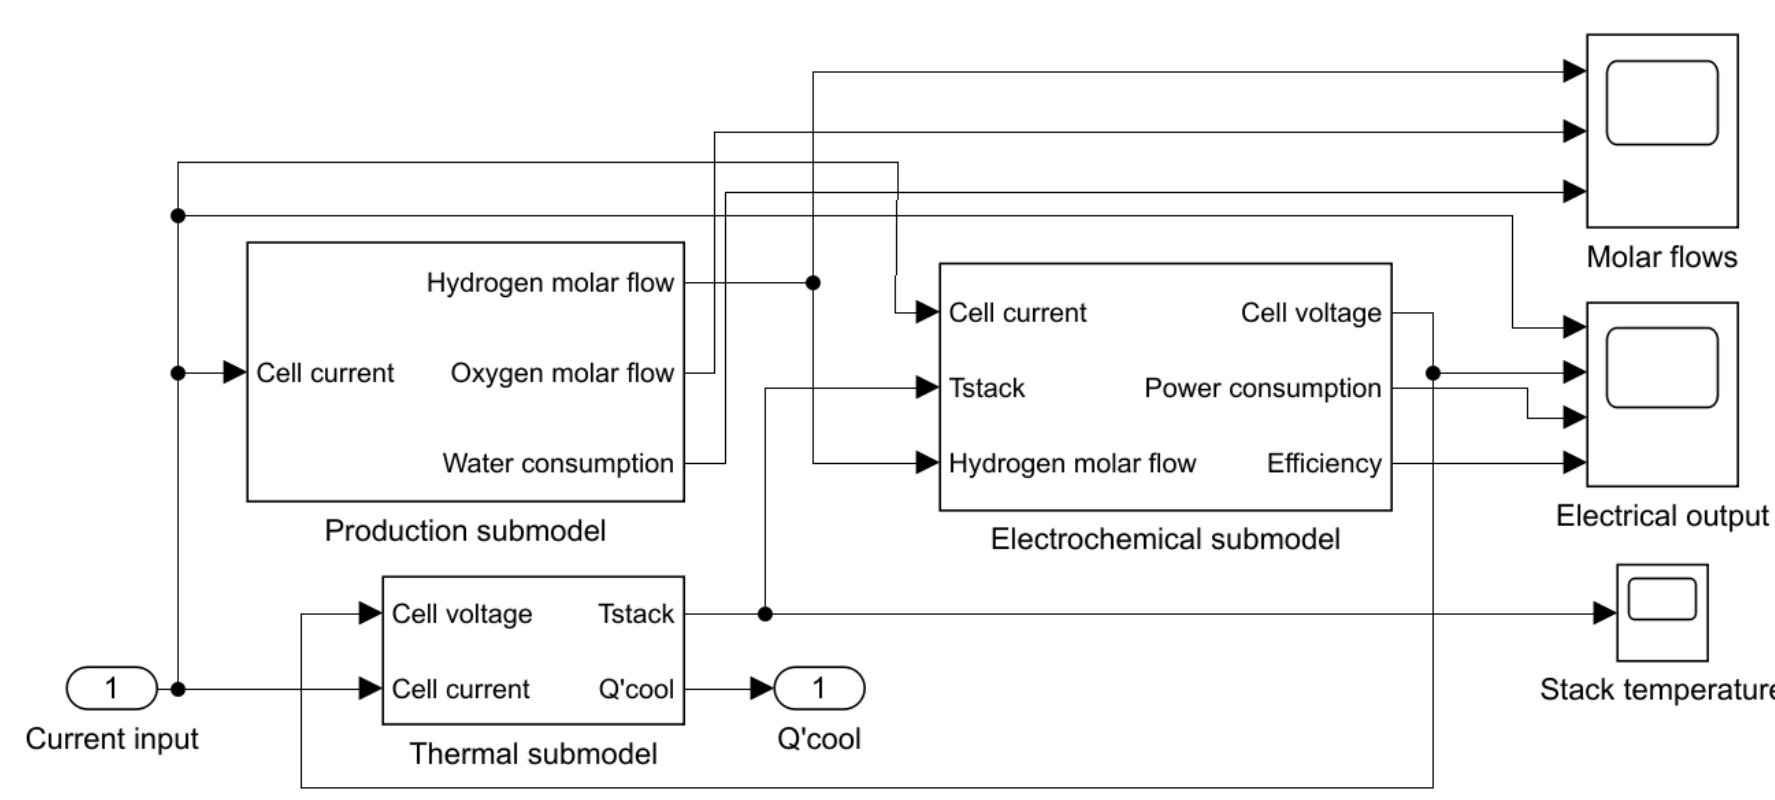 Molar flows
Hydrogen molar flow
Cell current
Oxygen molar flow
Water consumption
Production submodel
Cell current
Cell voltage
Tstack
Power consumption
Hydrogen molar flow
Efficiency
Electrochemical submodel
Electrical output
Cell voltage
Tstack
Cell current
Q'cool
Thermal submodel
1
Current input
1
Q'cool
Stack temperature